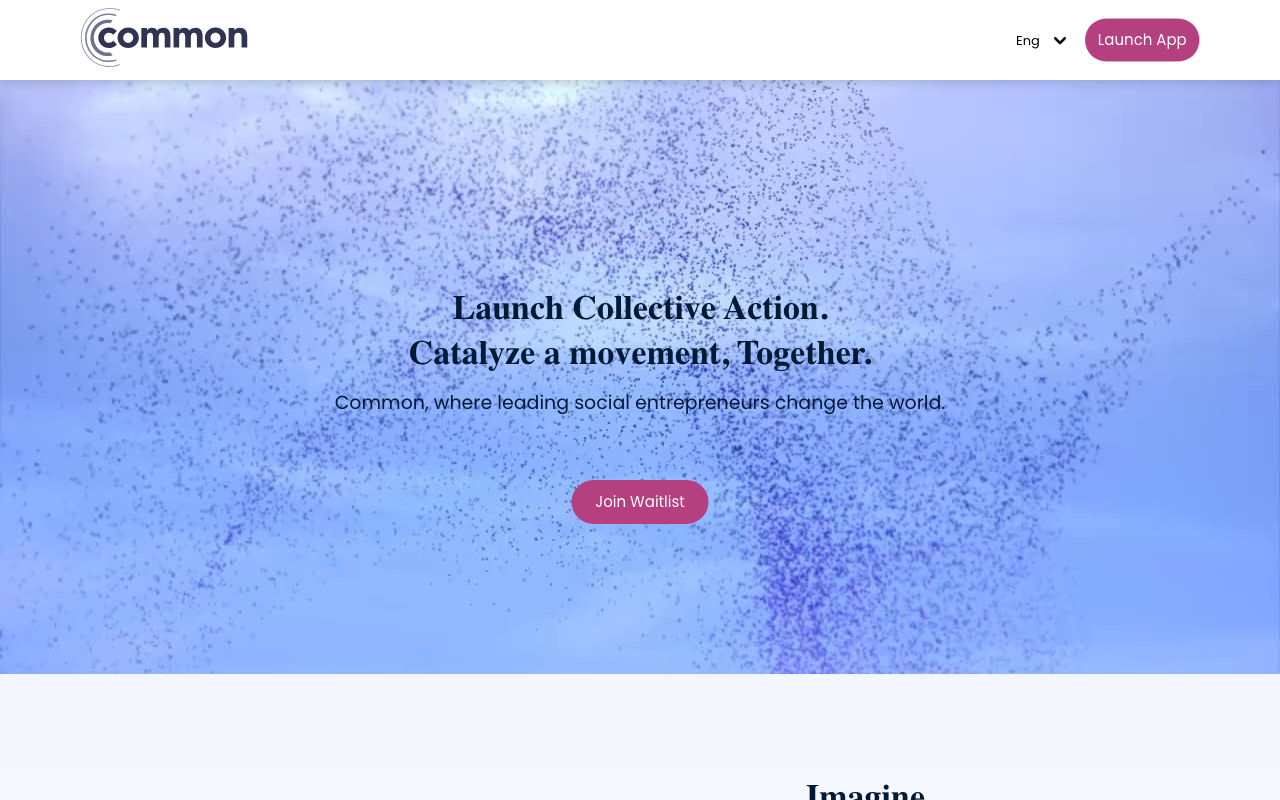 common
Eng
Launch App
Launch Collective Action.
Catalyze a movement, Together.
Common, where leading social entrepreneurs change the world.
Join Waitlist
Imagine